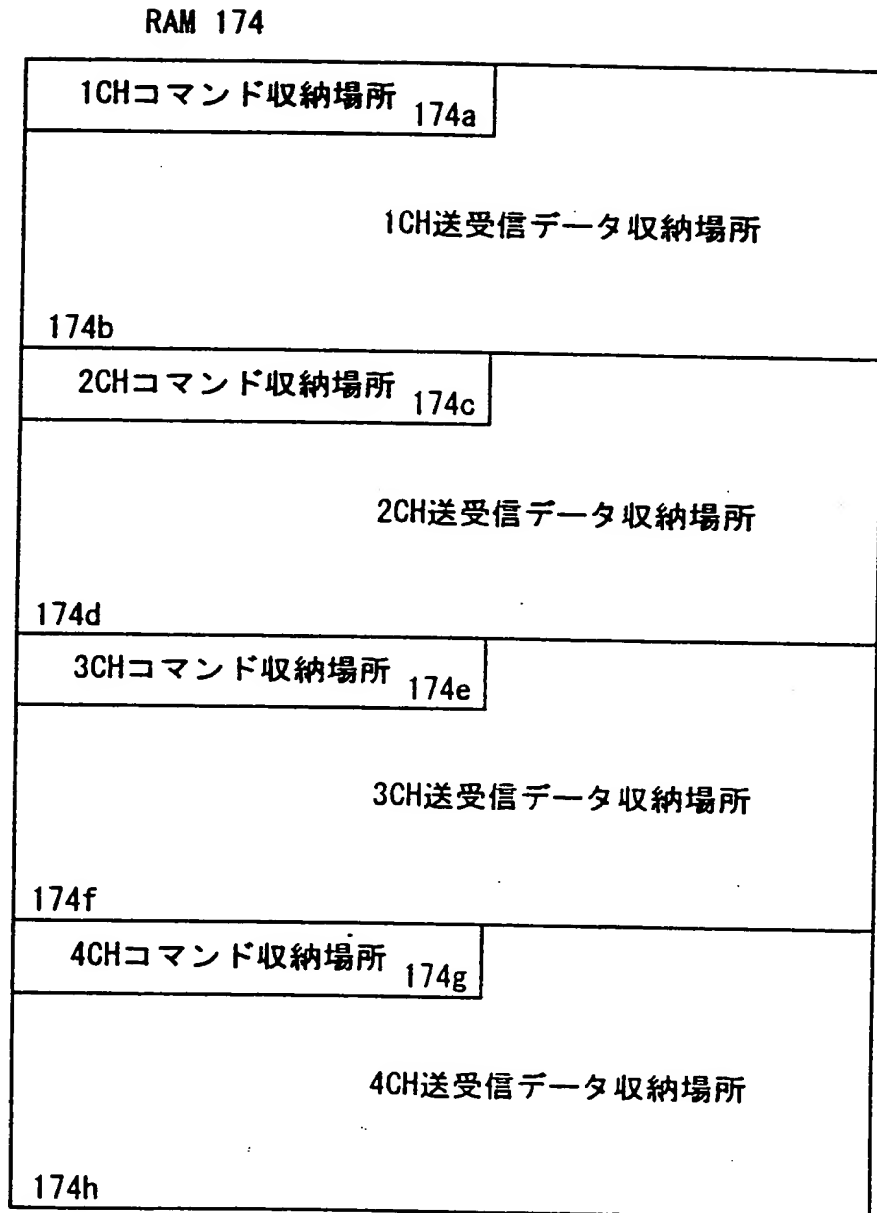 RAM 174
1CHコマンド収納場所 174a
1CH送受信データ収納場所
174b
2CHコマンド収納場所 174c
2CH送受信データ収納場所
174d
3CHコマンド収納場所 174e
3CH送受信データ収納場所
174f
4CHコマンド収納場所 174g
4CH送受信データ収納場所
174h